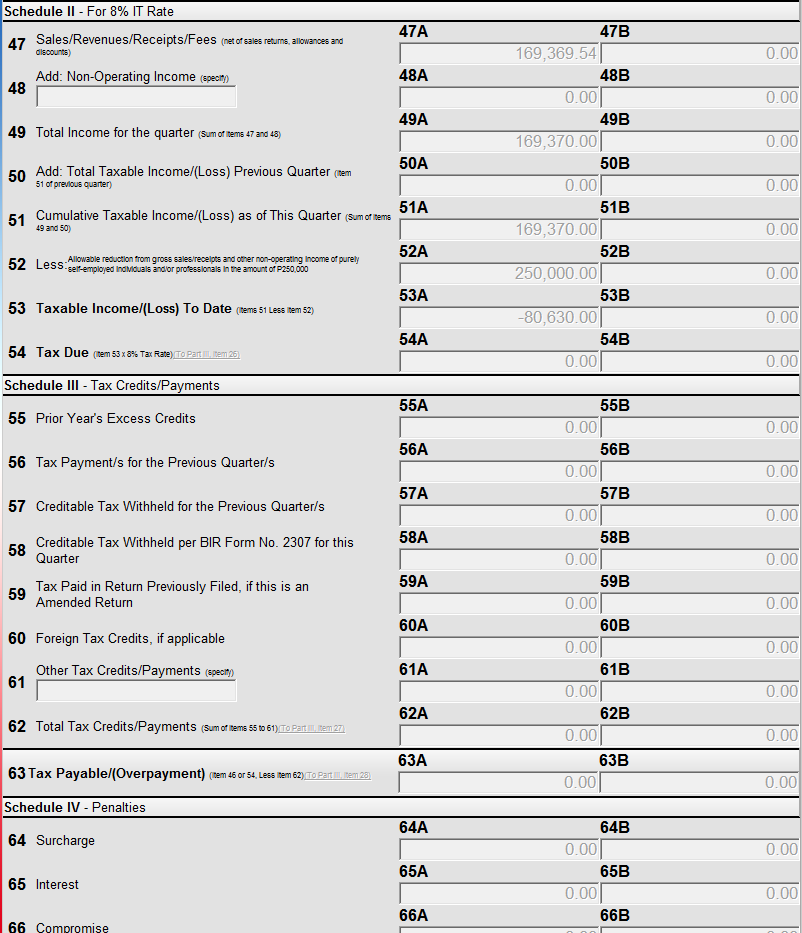 Schedule II - For 8% IT Rate
47 Sales/Revenues/Receipts/Fees (net of sales returns, allowances and discounts) 47A 169,369.54 47B 0.00
48 Add: Non-Operating Income (specify) 48A 0.00 48B 0.00
49 Total Income for the quarter (Sum of Items 47 and 48) 49A 169,370.00 49B 0.00
50 Add: Total Taxable Income/(Loss) Previous Quarter (Item 51 of previous quarter) 50A 0.00 50B 0.00
51 Cumulative Taxable Income/(Loss) as of This Quarter (Sum of Items 49 and 50) 51A 169,370.00 51B 0.00
52 Less: Allowable reduction from gross sales/receipts and other non-operating income of purely self-employed individuals and/or professionals in the amount of P250,000 52A 250,000.00 52B 0.00
53 Taxable Income/(Loss) To Date (Items 51 Less Item 52) 53A -80,630.00 53B 0.00
54 Tax Due (Item 53 x 8% Tax Rate)(To Part III, Item 26) 54A 0.00 54B 0.00
Schedule III - Tax Credits/Payments
55 Prior Year's Excess Credits 55A 0.00 55B 0.00
56 Tax Payment/s for the Previous Quarter/s 56A 0.00 56B 0.00
57 Creditable Tax Withheld for the Previous Quarter/s 57A 0.00 57B 0.00
58 Creditable Tax Withheld per BIR Form No. 2307 for this Quarter 58A 0.00 58B 0.00
59 Tax Paid in Return Previously Filed, if this is an Amended Return 59A 0.00 59B 0.00
60 Foreign Tax Credits, if applicable 60A 0.00 60B 0.00
61 Other Tax Credits/Payments (specify) 61A 0.00 61B 0.00
62 Total Tax Credits/Payments (Sum of Items 55 to 61)(To Part III, Item 27) 62A 0.00 62B 0.00
63 Tax Payable/(Overpayment) (Item 46 or 54, Less Item 62)(To Part III, Item 28) 63A 0.00 63B 0.00
Schedule IV - Penalties
64 Surcharge 64A 0.00 64B 0.00
65 Interest 65A 0.00 65B 0.00
66 Compromise 66A 0.00 66B 0.00